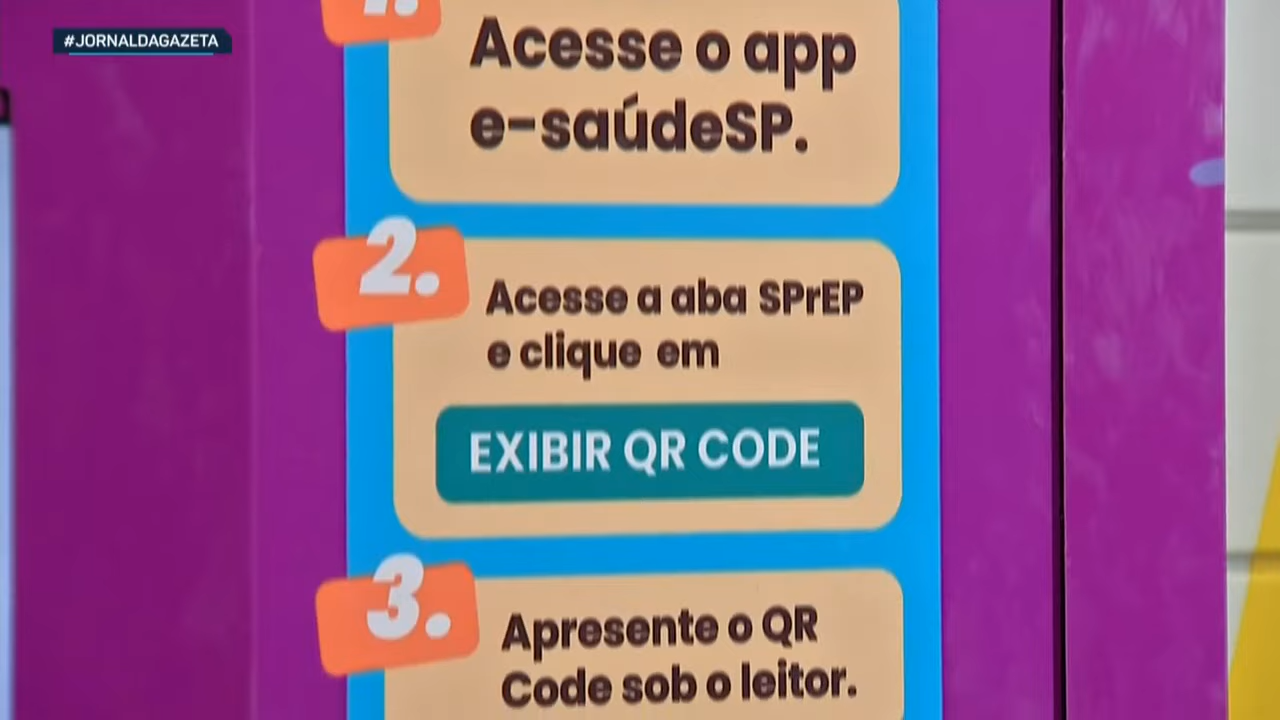 #JORNALDAGAZETA
1.
Acesse o app
e-saúdeSP.
2.
Acesse a aba SPrEP
e clique em
EXIBIR QR CODE
3.
Apresente o QR
Code sob o leitor.